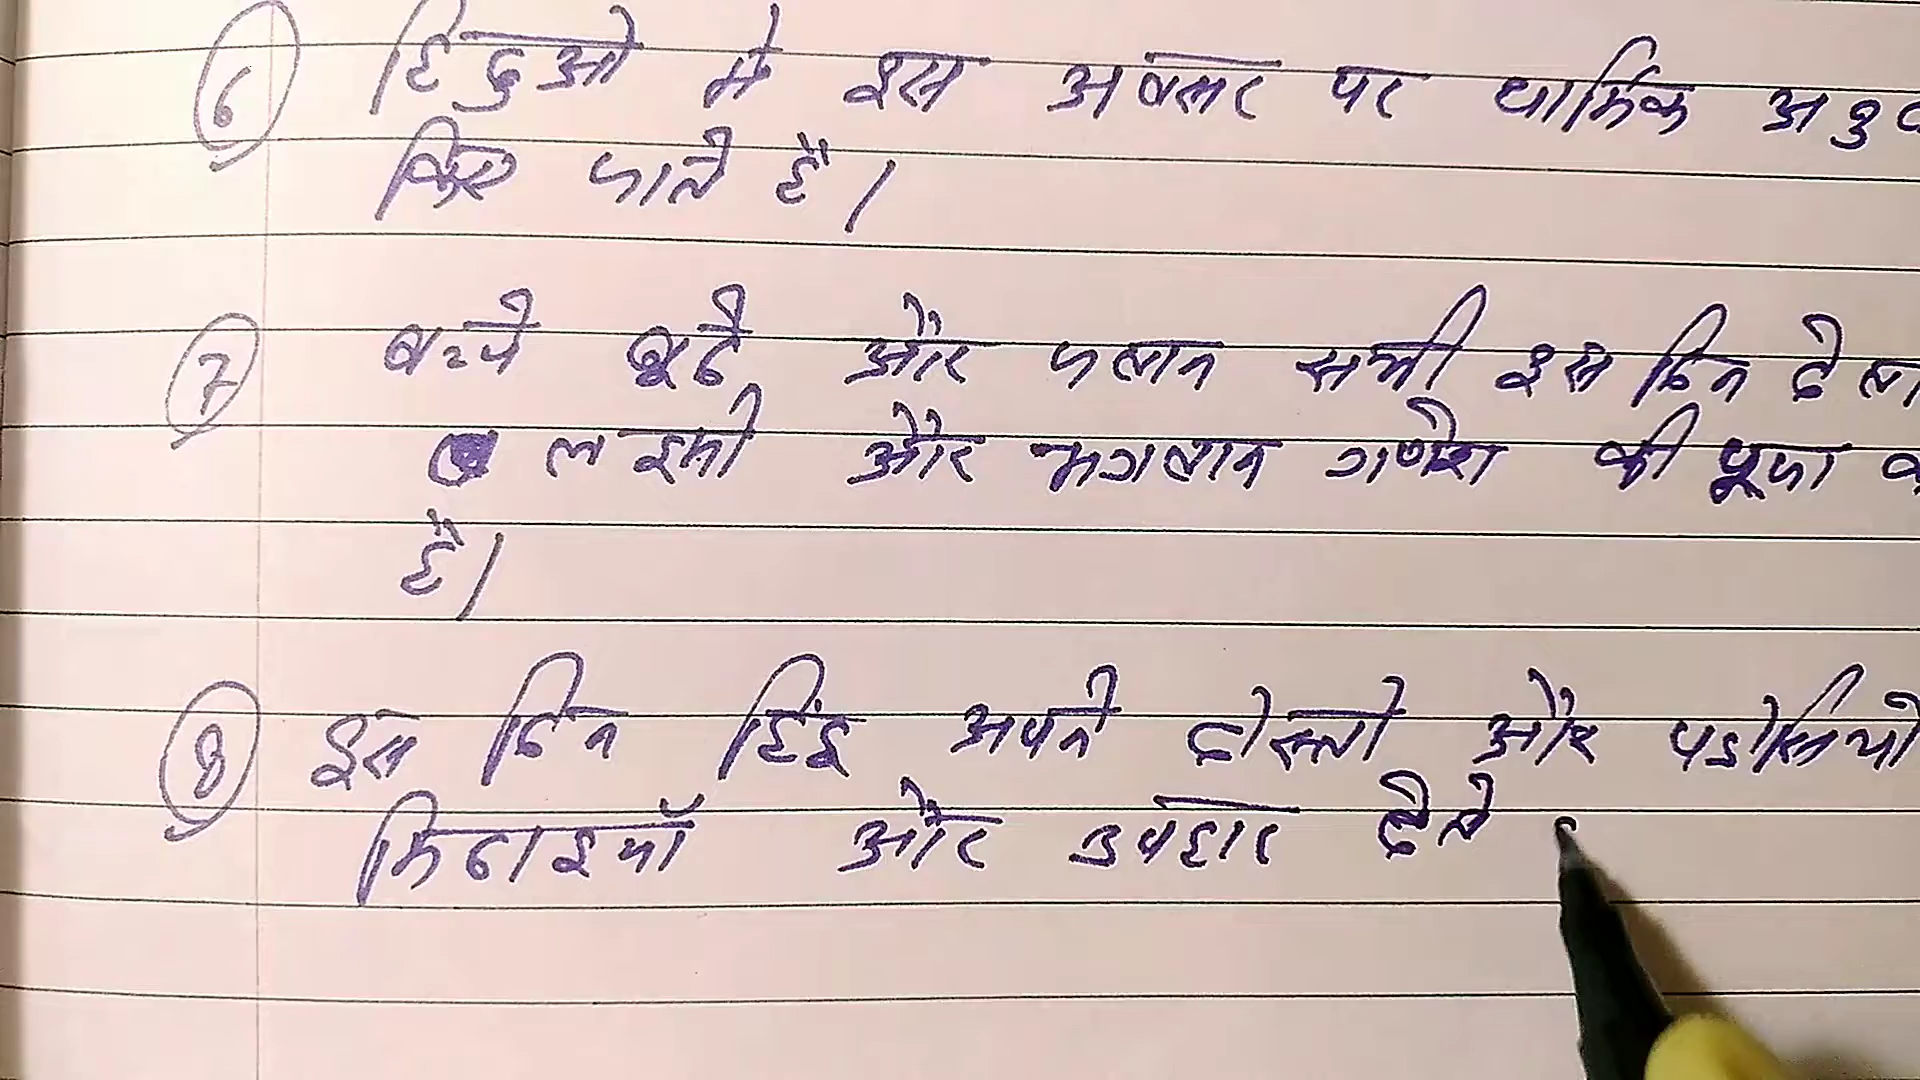 6 हिंदुओ मे इस अवसर पर धार्मिक
किए जाते है।
7 बच्चे बूढे और जवान सभी इस दिन
लक्ष्मी और भगवान गणेश की पूजा
है।
8 इस दिन हिंदू अपने दोस्तो और पडोसियो
मिठाइयाँ और उपहार देते